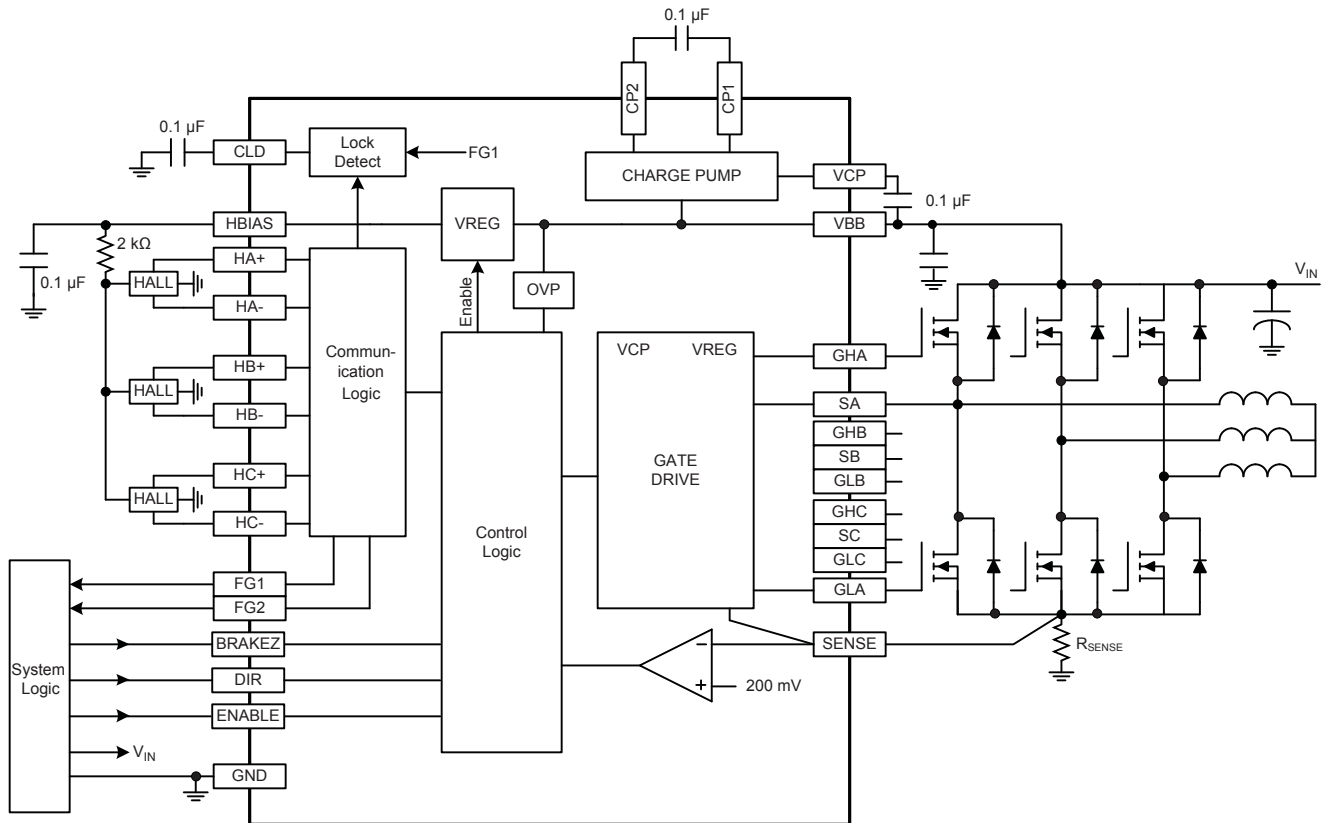 0.1 µF
CP2
CP1
0.1 µF
CLD
Lock
Detect
FG1
CHARGE PUMP
VCP
0.1 µF
HBIAS
VREG
VBB
2 kΩ
0.1 µF
HA+
HALL
HA-
Enable
OVP
VIN
HB+
HALL
HB-
Commun-
ication
Logic
VCP
VREG
GHA
SA
GHB
SB
GLB
GATE
DRIVE
HC+
HALL
HC-
Control
Logic
GHC
SC
GLC
GLA
FG1
FG2
BRAKEZ
SENSE
RSENSE
System
Logic
DIR
200 mV
ENABLE
VIN
GND